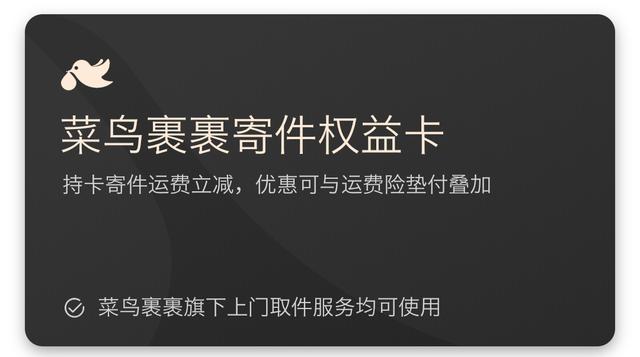 菜鸟裹裹寄件权益卡
持卡寄件运费立减，优惠可与运费险垫付叠加
菜鸟裹裹旗下上门取件服务均可使用